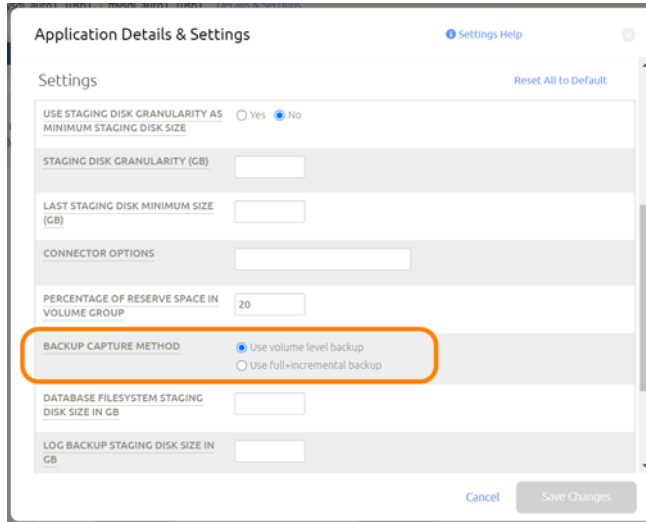 Application Details & Settings
Settings Help
Settings
Reset All to Default
USE STAGING DISK GRANULARITY AS
MINIMUM STAGING DISK SIZE
Yes No
STAGING DISK GRANULARITY (GB)
LAST STAGING DISK MINIMUM SIZE
(GB)
CONNECTOR OPTIONS
PERCENTAGE OF RESERVE SPACE IN
VOLUME GROUP
20
BACKUP CAPTURE METHOD
Use volume level backup
Use full+incremental backup
DATABASE FILESYSTEM STAGING
DISK SIZE IN GB
LOG BACKUP STAGING DISK SIZE IN
GB
Cancel
Save Changes